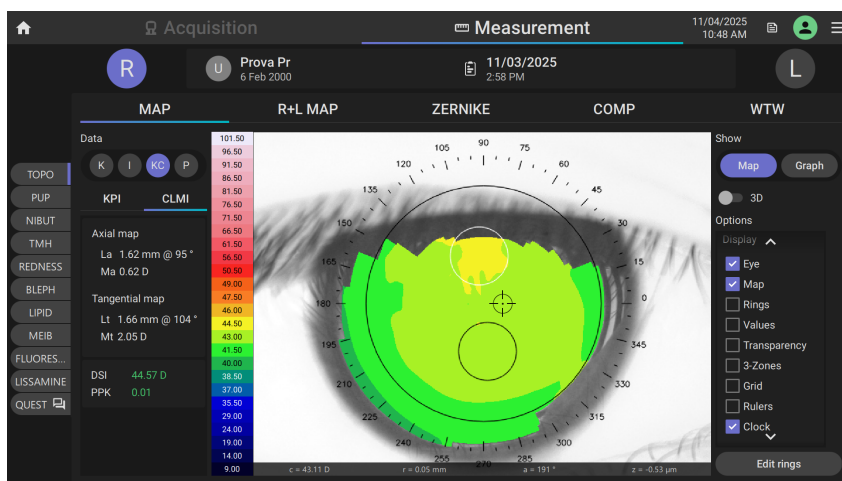 Acquisition
Measurement
11/04/2025
10:48 AM
R
U
Prova Pr
6 Feb 2000
11/03/2025
2:58 PM
L
MAP
R+L MAP
ZERNIKE
COMP
WTW
TOPO
PUP
NIBUT
TMH
REDNESS
BLEPH
LIPID
MEIB
FLUORES...
LISSAMINE
QUEST
Data
K I KC P
KPI CLMI
Axial map
La 1.62 mm @ 95 °
Ma 0.62 D
Tangential map
Lt 1.66 mm @ 104 °
Mt 2.05 D
DSI 44.57 D
PPK 0.01
101.50
96.50
91.50
86.50
81.50
76.50
71.50
66.50
61.50
56.50
50.50
49.00
47.50
46.00
44.50
43.00
41.50
40.00
38.50
37.00
35.50
29.00
24.00
19.00
14.00
9.00
105 90 75
120 60
135 45
150 30
165 15
180 0
195 345
210 330
225 315
240 300
255 270 285
c = 43.11 D r = 0.05 mm a = 191 ° z = -0.53 µm
Show
Map Graph
3D
Options
Display
Eye
Map
Rings
Values
Transparency
3-Zones
Grid
Rulers
Clock
Edit rings